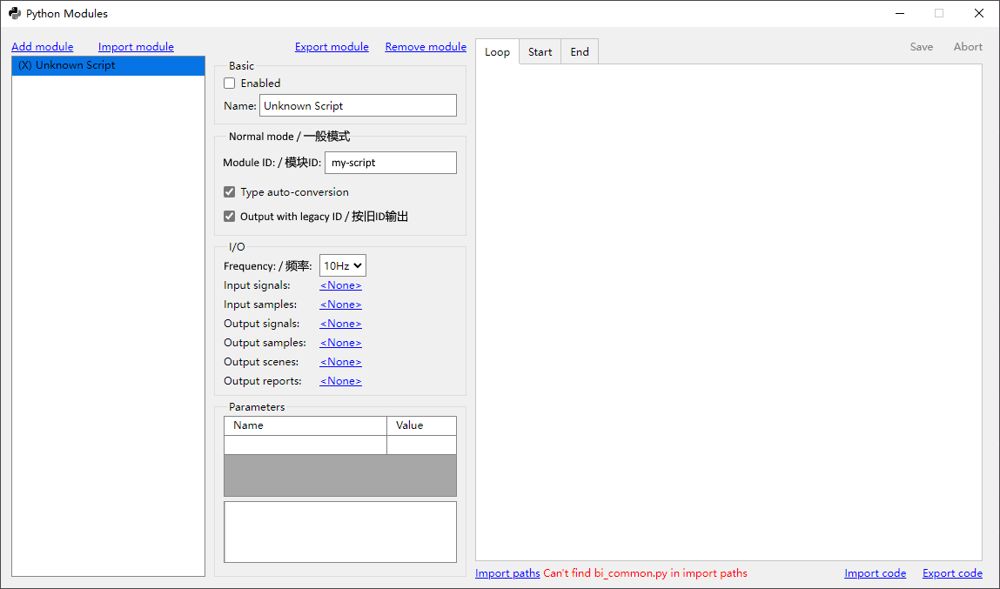 Python Modules
Add module
Import module
Export module
Remove module
(X) Unknown Script
Basic
Enabled
Name:
Unknown Script
Normal mode / 一般模式
Module ID: / 模块ID:
my-script
Type auto-conversion
Output with legacy ID / 按旧ID输出
I/O
Frequency: / 频率:
10Hz
Input signals:
<None>
Input samples:
<None>
Output signals:
<None>
Output samples:
<None>
Output scenes:
<None>
Output reports:
<None>
Parameters
Name
Value
Loop
Start
End
Save
Abort
Import paths
Can't find bi_common.py in import paths
Import code
Export code